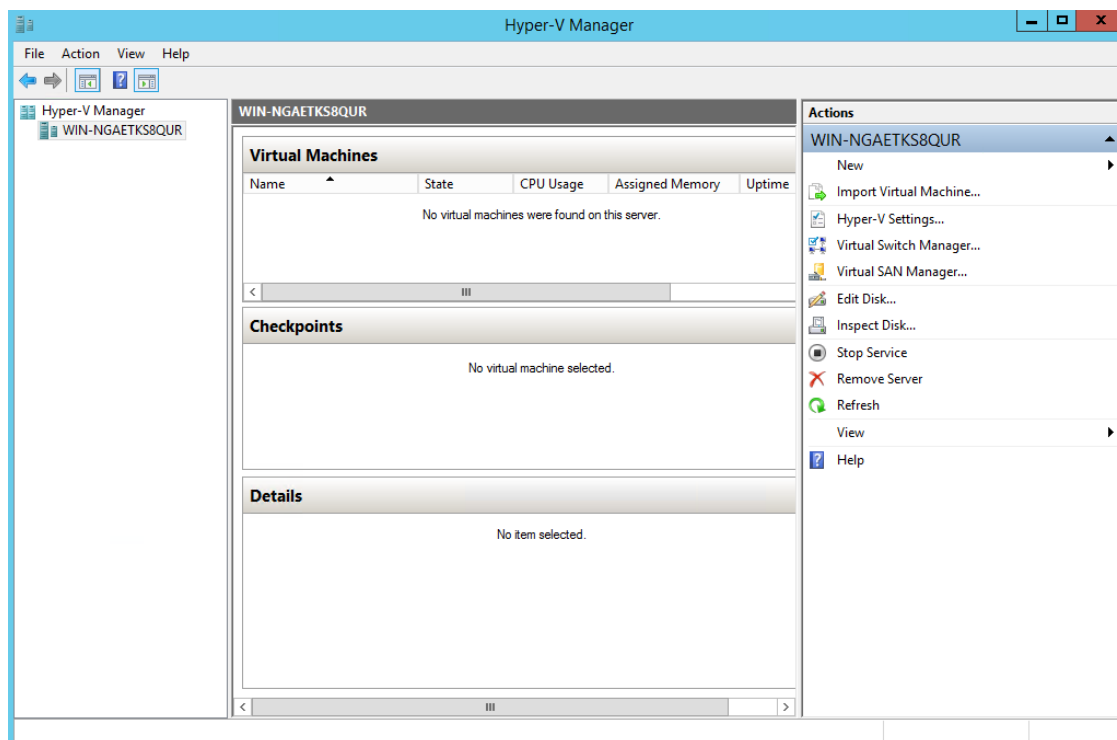 Hyper-V Manager
File Action View Help
Hyper-V Manager
WIN-NGAETKS8QUR
WIN-NGAETKS8QUR
Virtual Machines
Name State CPU Usage Assigned Memory Uptime
No virtual machines were found on this server.
Checkpoints
No virtual machine selected.
Details
No item selected.
Actions
WIN-NGAETKS8QUR
New
Import Virtual Machine...
Hyper-V Settings...
Virtual Switch Manager...
Virtual SAN Manager...
Edit Disk...
Inspect Disk...
Stop Service
Remove Server
Refresh
View
Help